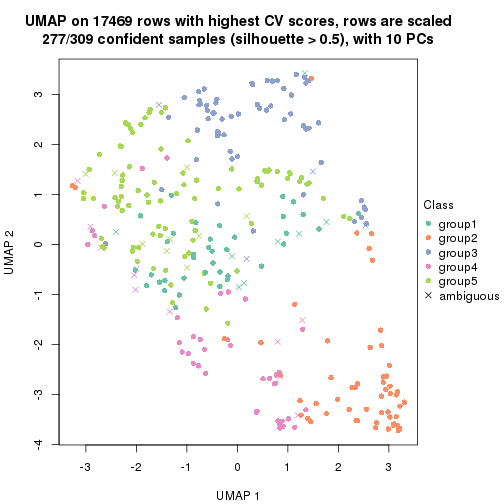 UMAP on 17469 rows with highest CV scores, rows are scaled
277/309 confident samples (silhouette > 0.5), with 10 PCs
3
2
1
0
-1
-2
-3
-4
UMAP 2
-3
-2
-1
0
1
2
3
UMAP 1
Class
group1
group2
group3
group4
group5
ambiguous